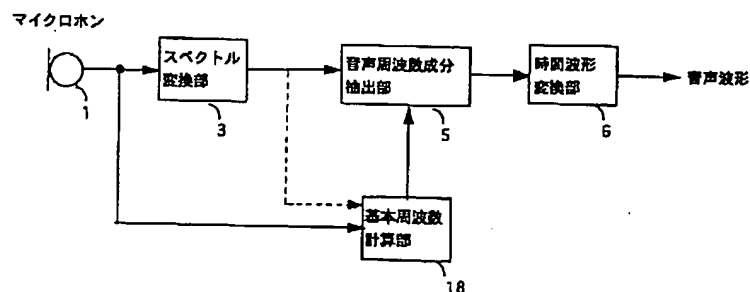 マイクロホン
スペクトル
変換部
音声周波数成分
抽出部
時間波形
変換部
音声波形
1
3
5
6
基本周波数
計算部
18